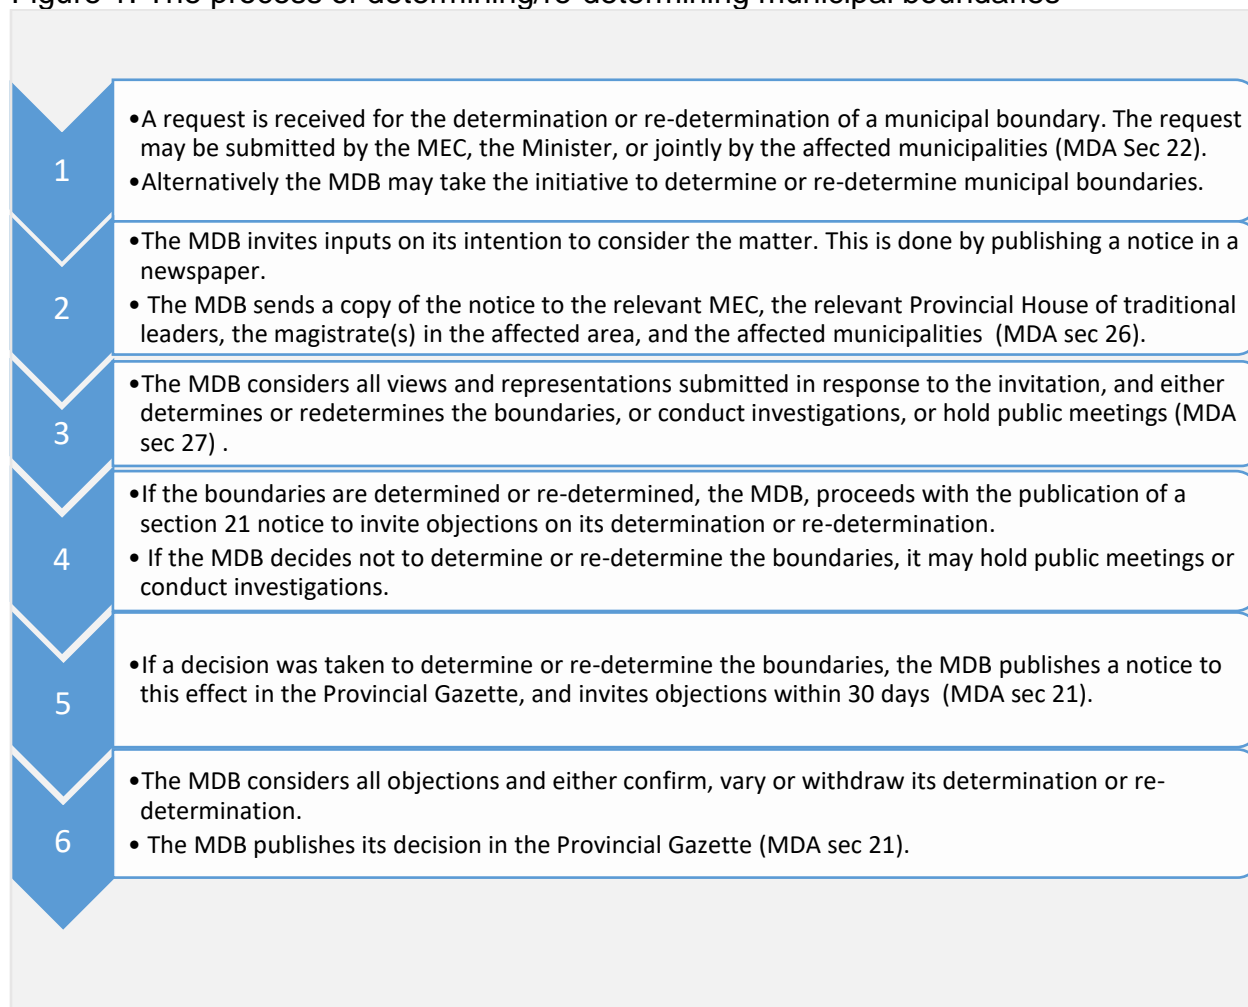 Figure 1: The process of determining/re-determining municipal boundaries
1
•A request is received for the determination or re-determination of a municipal boundary. The request
may be submitted by the MEC, the Minister, or jointly by the affected municipalities (MDA Sec 22).
•Alternatively the MDB may take the initiative to determine or re-determine municipal boundaries.
2
•The MDB invites inputs on its intention to consider the matter. This is done by publishing a notice in a
newspaper.
• The MDB sends a copy of the notice to the relevant MEC, the relevant Provincial House of traditional
leaders, the magistrate(s) in the affected area, and the affected municipalities (MDA sec 26).
3
•The MDB considers all views and representations submitted in response to the invitation, and either
determines or redetermines the boundaries, or conduct investigations, or hold public meetings (MDA
sec 27) .
4
•If the boundaries are determined or re-determined, the MDB, proceeds with the publication of a
section 21 notice to invite objections on its determination or re-determination.
• If the MDB decides not to determine or re-determine the boundaries, it may hold public meetings or
conduct investigations.
5
•If a decision was taken to determine or re-determine the boundaries, the MDB publishes a notice to
this effect in the Provincial Gazette, and invites objections within 30 days (MDA sec 21).
6
•The MDB considers all objections and either confirm, vary or withdraw its determination or re-
determination.
• The MDB publishes its decision in the Provincial Gazette (MDA sec 21).